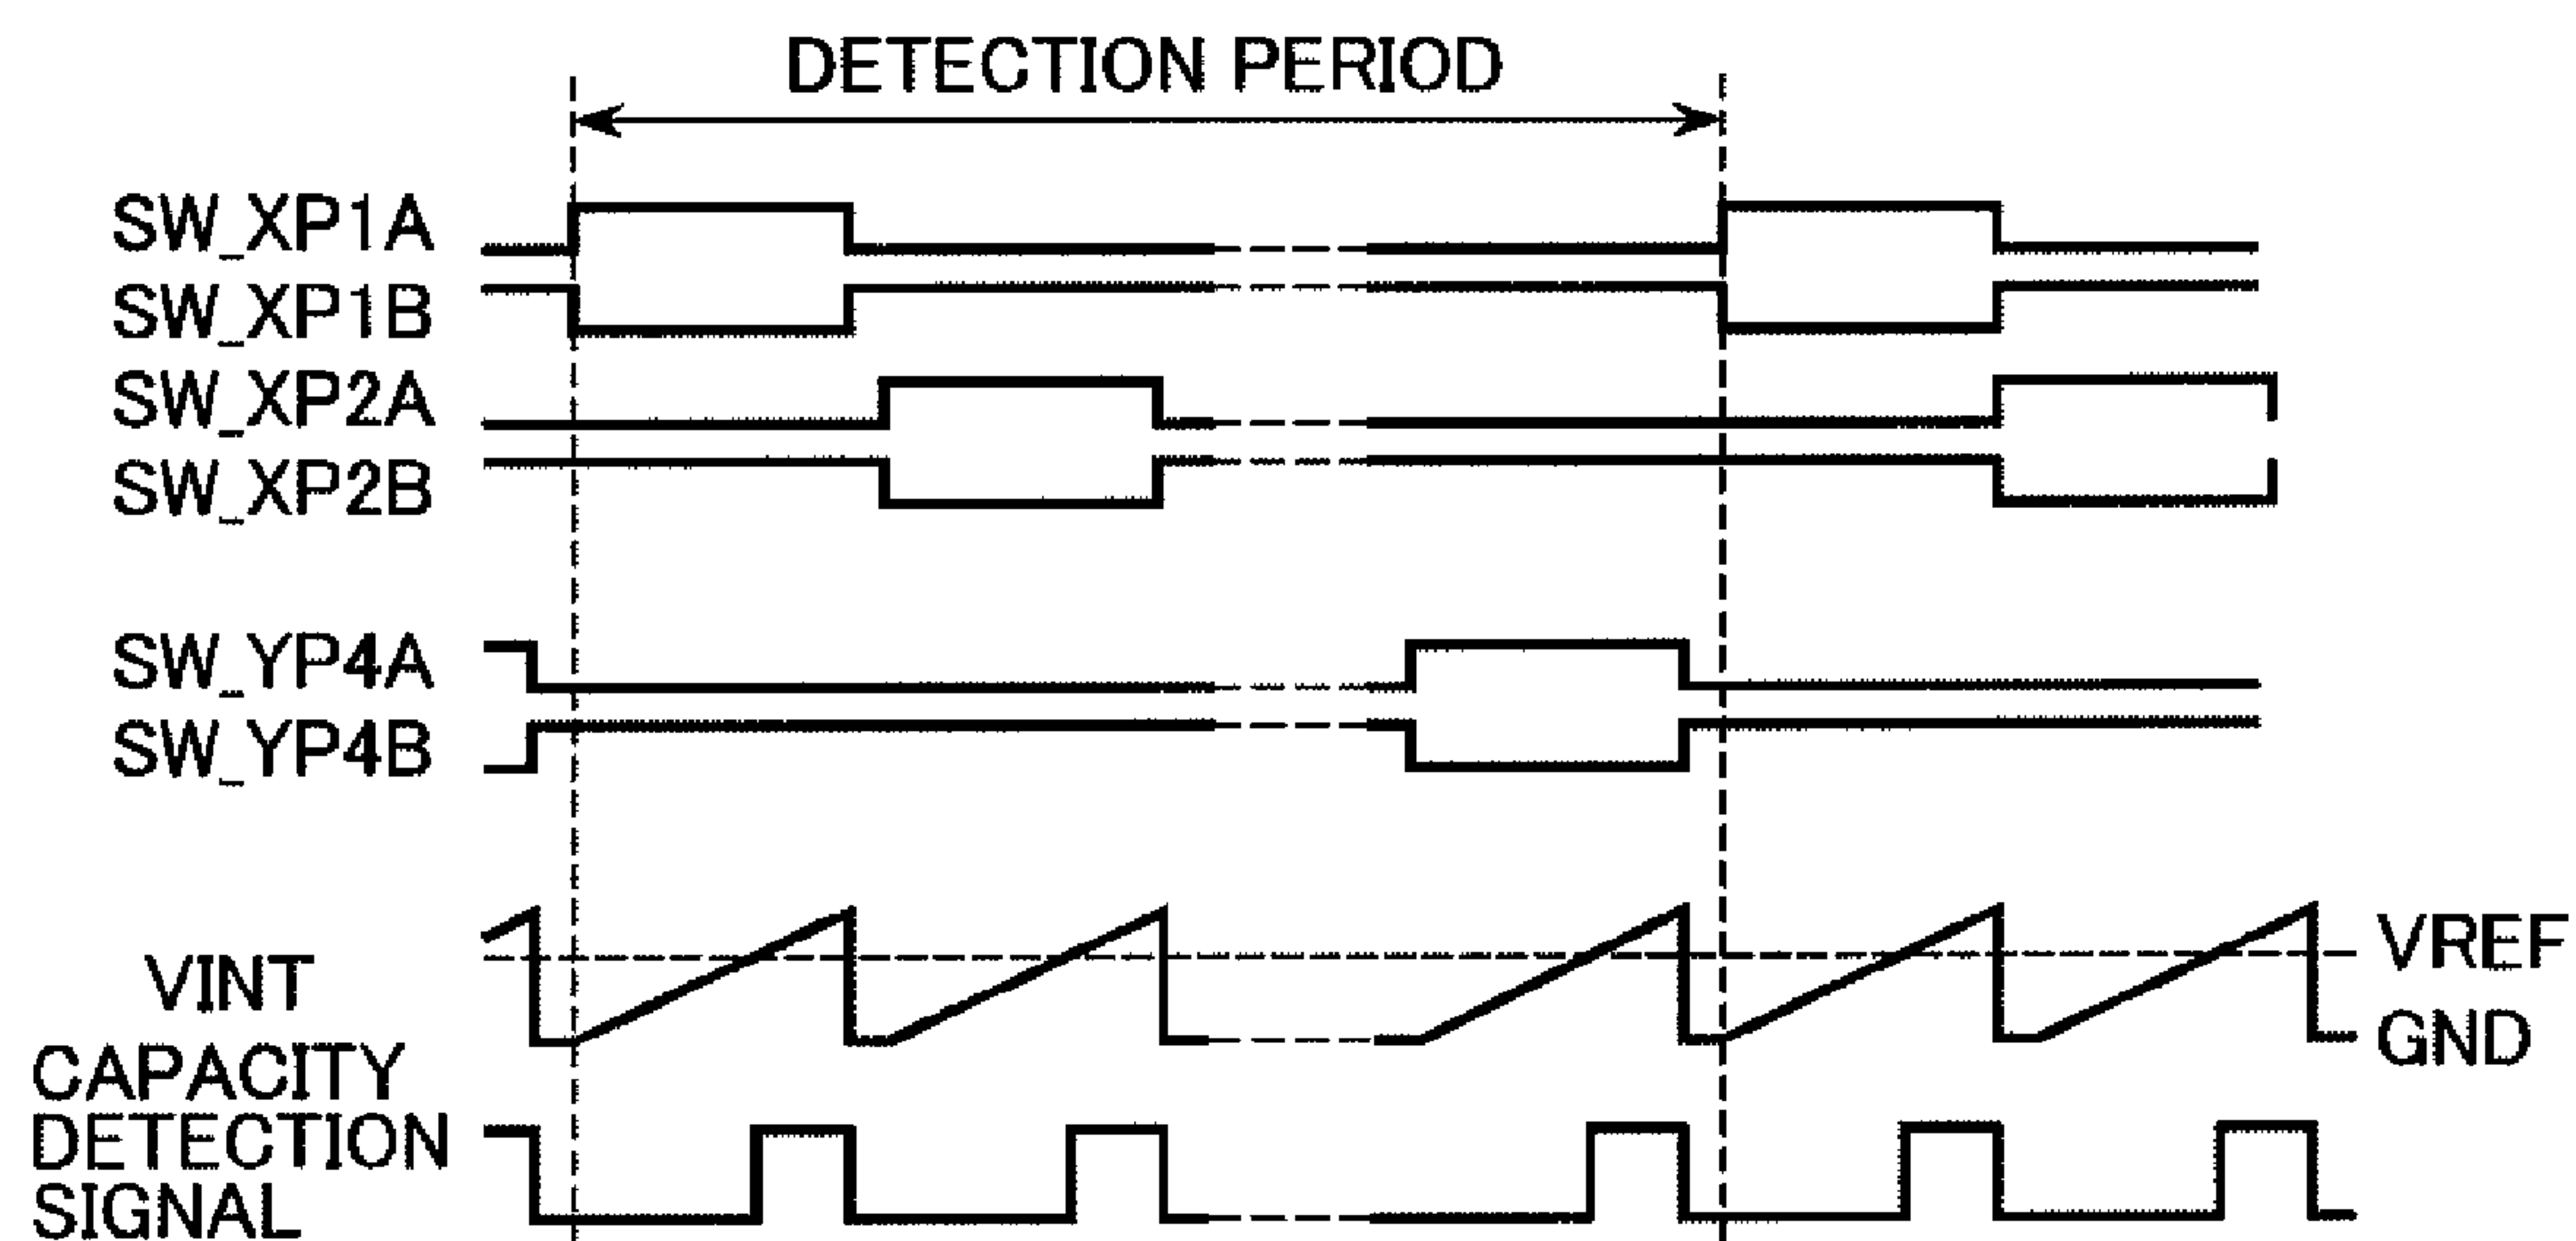 DETECTION PERIOD
SW_XP1A
SW_XP1B
SW_XP2A
SW_XP2B
SW_YP4A
SW_YP4B
VINT
VREF
GND
CAPACITY
DETECTION
SIGNAL